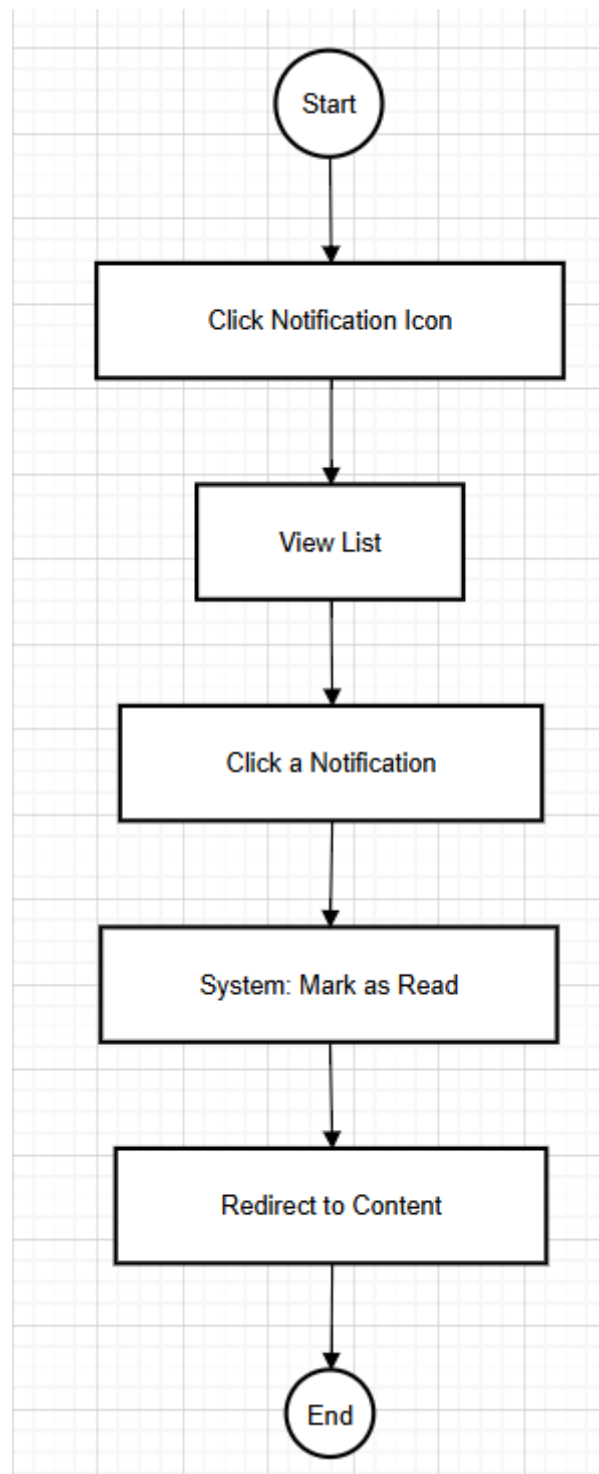 Start
Click Notification Icon
View List
Click a Notification
System: Mark as Read
Redirect to Content
End